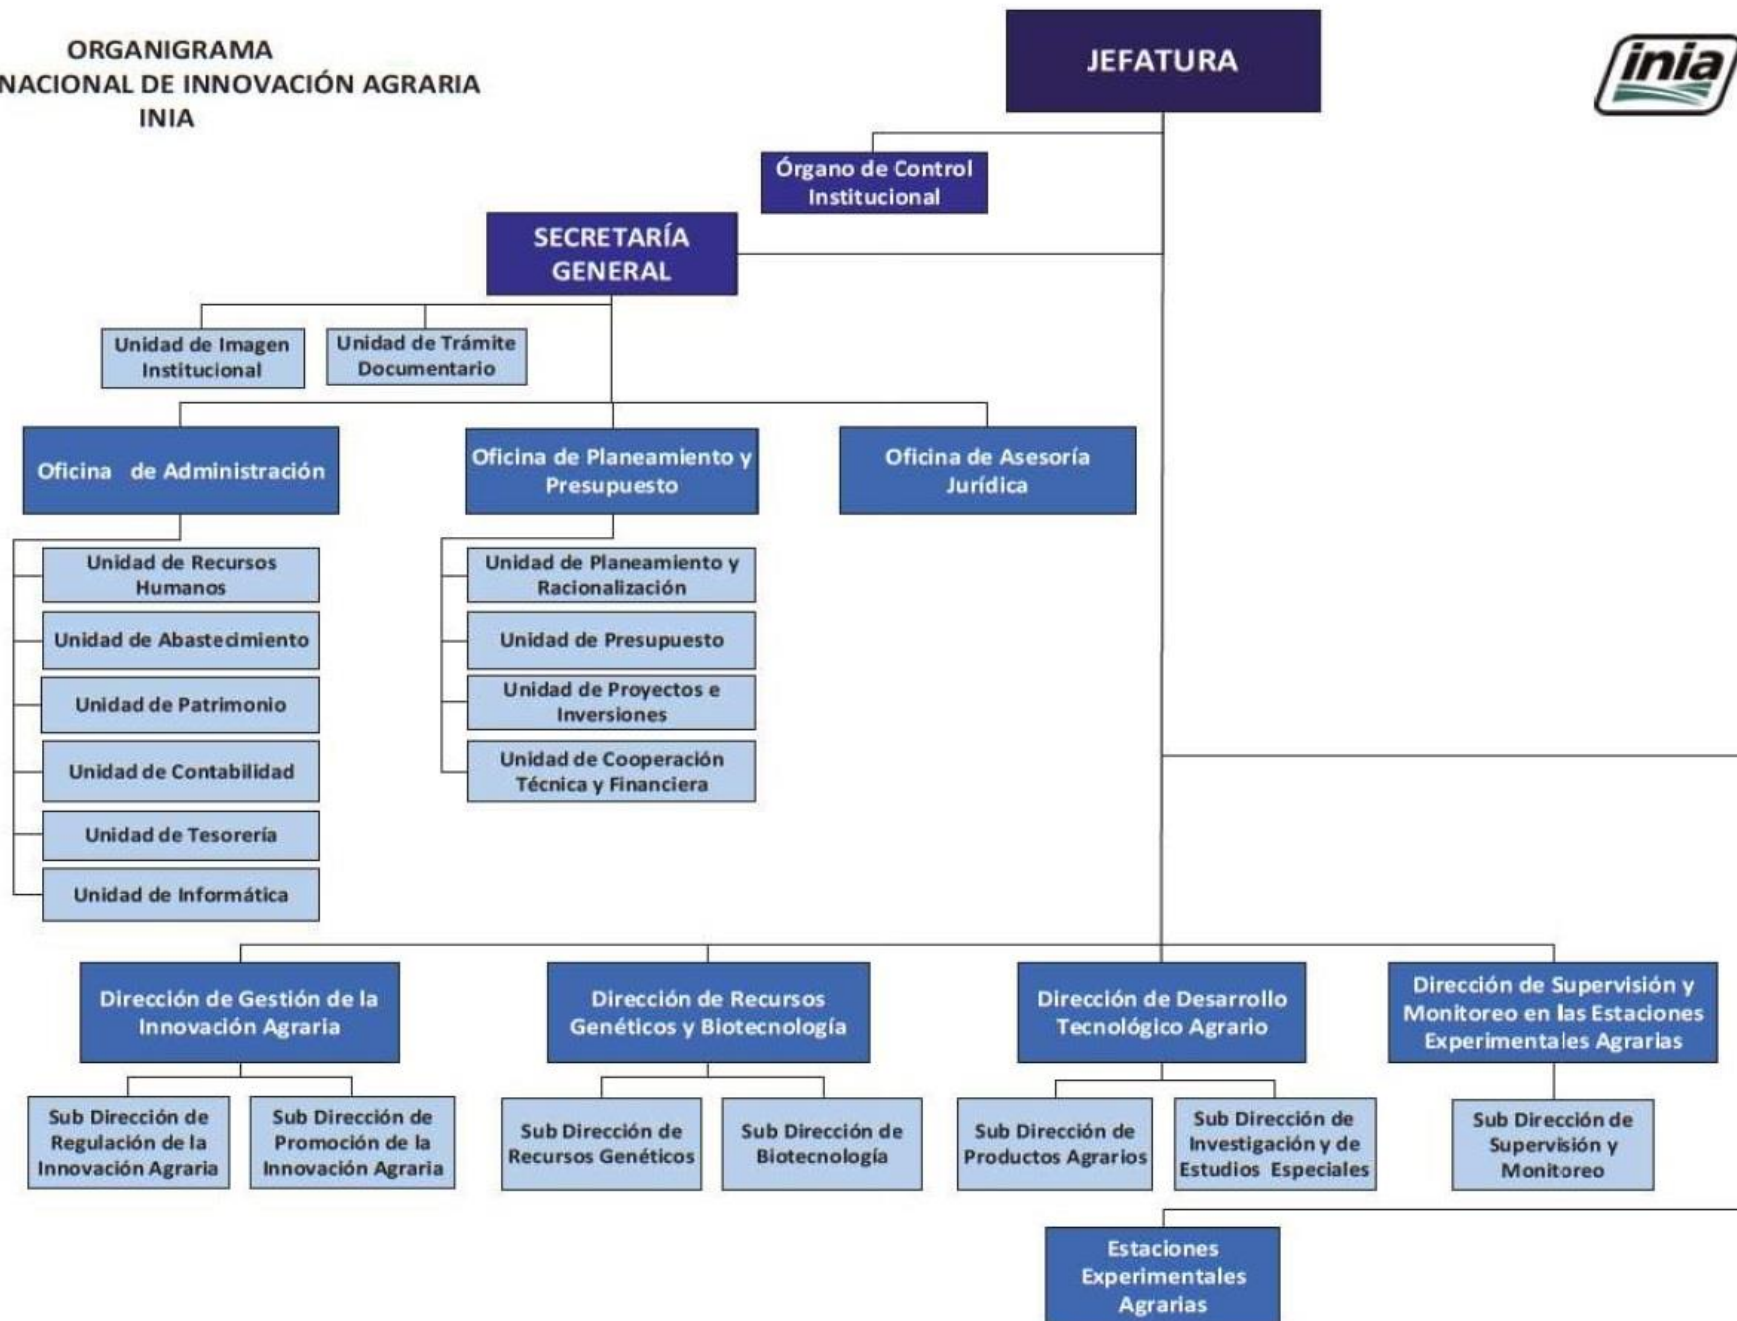 ORGANIGRAMA
NACIONAL DE INNOVACIÓN AGRARIA
INIA
JEFATURA
inia
Órgano de Control
Institucional
SECRETARÍA
GENERAL
Unidad de Imagen
Institucional
Unidad de Trámite
Documentario
Oficina de Administración
Oficina de Planeamiento y
Presupuesto
Oficina de Asesoría
Jurídica
Unidad de Recursos
Humanos
Unidad de Abastecimiento
Unidad de Patrimonio
Unidad de Contabilidad
Unidad de Tesorería
Unidad de Informática
Unidad de Planeamiento y
Racionalización
Unidad de Presupuesto
Unidad de Proyectos e
Inversiones
Unidad de Cooperación
Técnica y Financiera
Dirección de Gestión de la
Innovación Agraria
Dirección de Recursos
Genéticos y Biotecnología
Dirección de Desarrollo
Tecnológico Agrario
Dirección de Supervisión y
Monitoreo en las Estaciones
Experimentales Agrarias
Sub Dirección de
Regulación de la
Innovación Agraria
Sub Dirección de
Promoción de la
Innovación Agraria
Sub Dirección de
Recursos Genéticos
Sub Dirección de
Biotecnología
Sub Dirección de
Productos Agrarios
Sub Dirección de
Investigación y de
Estudios Especiales
Sub Dirección de
Supervisión y
Monitoreo
Estaciones
Experimentales
Agrarias